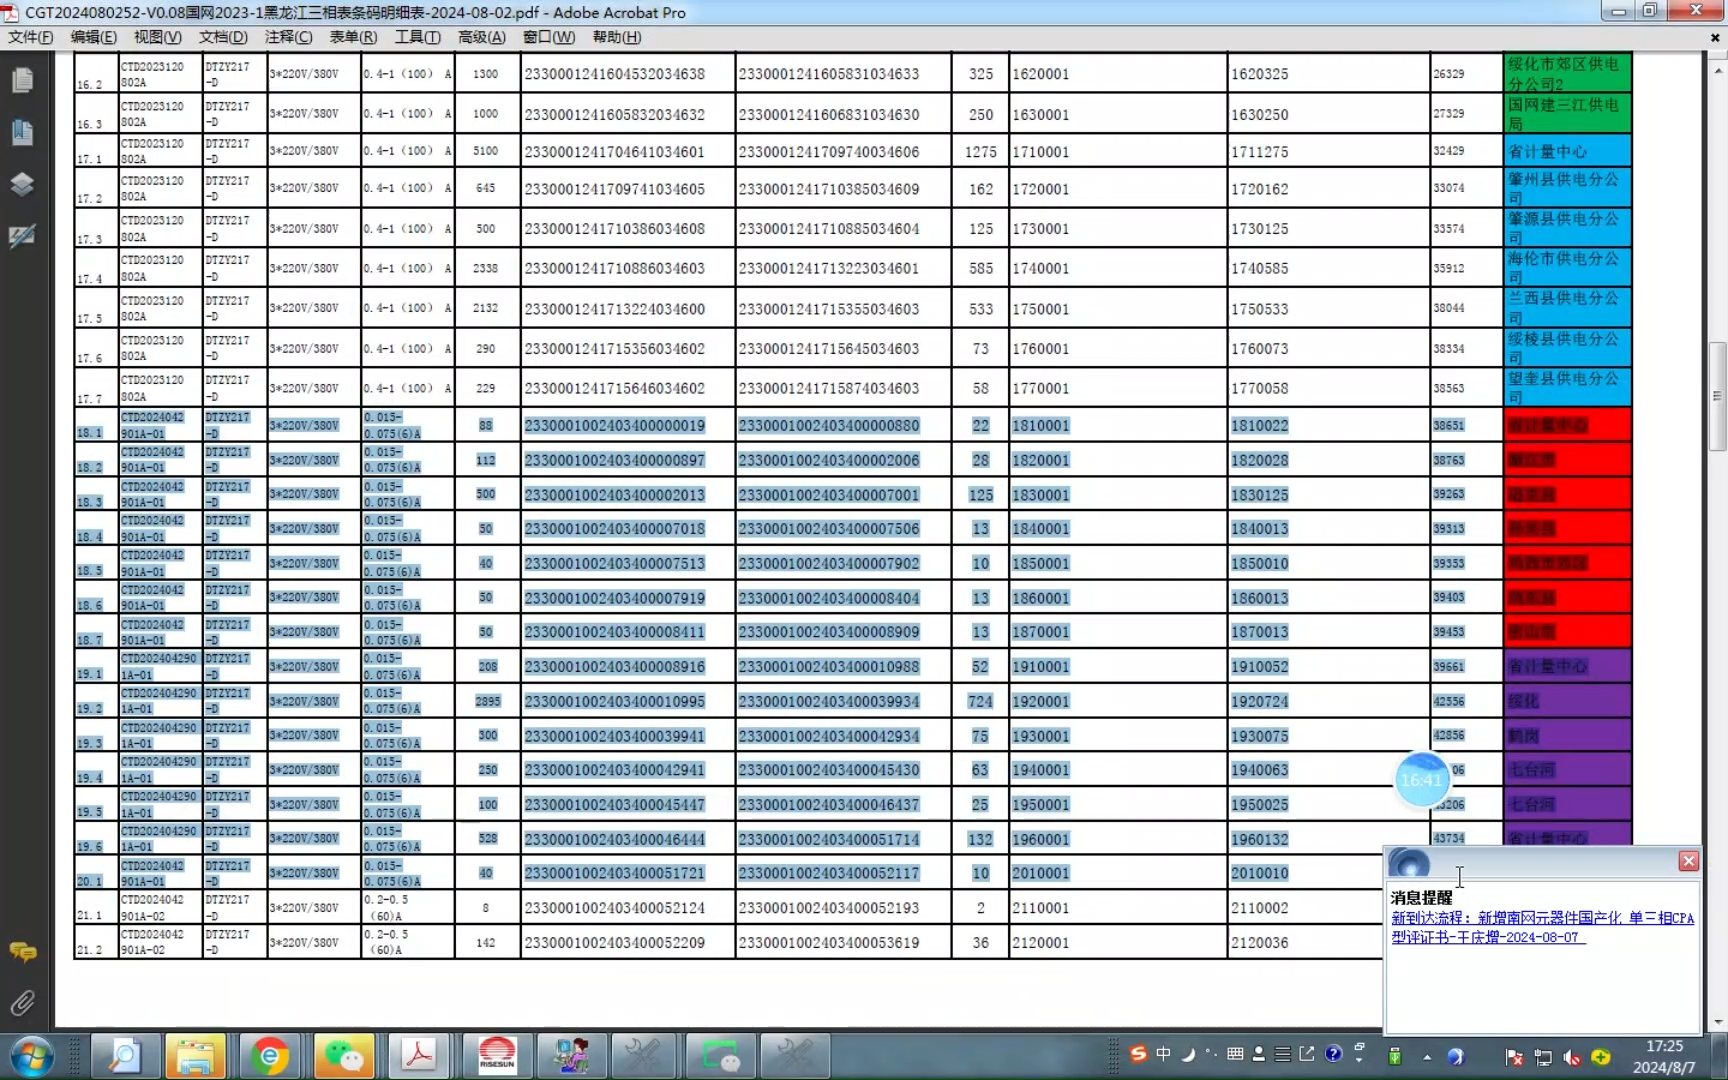 CGT2024080252-V0.08国网2023-1黑龙江三相表条码明细表-2024-08-02.pdf - Adobe Acrobat Pro
文件(F) 编辑(E) 视图(V) 文档(D) 注释(C) 表单(R) 工具(T) 高级(A) 窗口(W) 帮助(H)
16.2 CTD2023120802A DTZY217-D 3*220V/380V 0.4-1（100） A 1300 2330001241604532034638 2330001241605831034633 325 1620001 1620325 26329 绥化市郊区供电分公司2
16.3 CTD2023120802A DTZY217-D 3*220V/380V 0.4-1（100） A 1000 2330001241605832034632 2330001241606831034630 250 1630001 1630250 27329 国网建三江供电局
17.1 CTD2023120802A DTZY217-D 3*220V/380V 0.4-1（100） A 5100 2330001241704641034601 2330001241709740034606 1275 1710001 1711275 32429 省计量中心
17.2 CTD2023120802A DTZY217-D 3*220V/380V 0.4-1（100） A 645 2330001241709741034605 2330001241710385034609 162 1720001 1720162 33074 肇州县供电分公司
17.3 CTD2023120802A DTZY217-D 3*220V/380V 0.4-1（100） A 500 2330001241710386034608 2330001241710885034604 125 1730001 1730125 33574 肇源县供电分公司
17.4 CTD2023120802A DTZY217-D 3*220V/380V 0.4-1（100） A 2338 2330001241710886034603 2330001241713223034601 585 1740001 1740585 35912 海伦市供电分公司
17.5 CTD2023120802A DTZY217-D 3*220V/380V 0.4-1（100） A 2132 2330001241713224034600 2330001241715355034603 533 1750001 1750533 38044 兰西县供电分公司
17.6 CTD2023120802A DTZY217-D 3*220V/380V 0.4-1（100） A 290 2330001241715356034602 2330001241715645034603 73 1760001 1760073 38334 绥棱县供电分公司
17.7 CTD2023120802A DTZY217-D 3*220V/380V 0.4-1（100） A 229 2330001241715646034602 2330001241715874034603 58 1770001 1770058 38563 望奎县供电分公司
18.1 CTD2024042901A-01 DTZY217-D 3*220V/380V 0.015-0.075(6)A 88 2330001002403400000019 2330001002403400000880 22 1810001 1810022 38651 省计量中心
18.2 CTD2024042901A-01 DTZY217-D 3*220V/380V 0.015-0.075(6)A 112 2330001002403400000897 2330001002403400002006 28 1820001 1820028 38763
18.3 CTD2024042901A-01 DTZY217-D 3*220V/380V 0.015-0.075(6)A 500 2330001002403400002013 2330001002403400007001 125 1830001 1830125 39263
18.4 CTD2024042901A-01 DTZY217-D 3*220V/380V 0.015-0.075(6)A 50 2330001002403400007018 2330001002403400007506 13 1840001 1840013 39313
18.5 CTD2024042901A-01 DTZY217-D 3*220V/380V 0.015-0.075(6)A 40 2330001002403400007513 2330001002403400007902 10 1850001 1850010 39353
18.6 CTD2024042901A-01 DTZY217-D 3*220V/380V 0.015-0.075(6)A 50 2330001002403400007919 2330001002403400008404 13 1860001 1860013 39403
18.7 CTD2024042901A-01 DTZY217-D 3*220V/380V 0.015-0.075(6)A 50 2330001002403400008411 2330001002403400008909 13 1870001 1870013 39453
19.1 CTD2024042901A-01 DTZY217-D 3*220V/380V 0.015-0.075(6)A 208 2330001002403400008916 2330001002403400010988 52 1910001 1910052 39661 省计量中心
19.2 CTD2024042901A-01 DTZY217-D 3*220V/380V 0.015-0.075(6)A 2895 2330001002403400010995 2330001002403400039934 724 1920001 1920724 42556 绥化
19.3 CTD2024042901A-01 DTZY217-D 3*220V/380V 0.015-0.075(6)A 300 2330001002403400039941 2330001002403400042934 75 1930001 1930075 42856 鹤岗
19.4 CTD2024042901A-01 DTZY217-D 3*220V/380V 0.015-0.075(6)A 250 2330001002403400042941 2330001002403400045430 63 1940001 1940063 06 七台河
16:41
19.5 CTD2024042901A-01 DTZY217-D 3*220V/380V 0.015-0.075(6)A 100 2330001002403400045447 2330001002403400046437 25 1950001 1950025 3206 七台河
19.6 CTD2024042901A-01 DTZY217-D 3*220V/380V 0.015-0.075(6)A 528 2330001002403400046444 2330001002403400051714 132 1960001 1960132 43734 省计量中心
20.1 CTD2024042901A-01 DTZY217-D 3*220V/380V 0.015-0.075(6)A 40 2330001002403400051721 2330001002403400052117 10 2010001 2010010
21.1 CTD2024042901A-02 DTZY217-D 3*220V/380V 0.2-0.5（60)A 8 2330001002403400052124 2330001002403400052193 2 2110001 2110002
21.2 CTD2024042901A-02 DTZY217-D 3*220V/380V 0.2-0.5（60)A 142 2330001002403400052209 2330001002403400053619 36 2120001 2120036
消息提醒
新到达流程：新增南网元器件国产化 单三相CPA
型评证书-王庆增-2024-08-07
RISESUN
中
17:25
2024/8/7